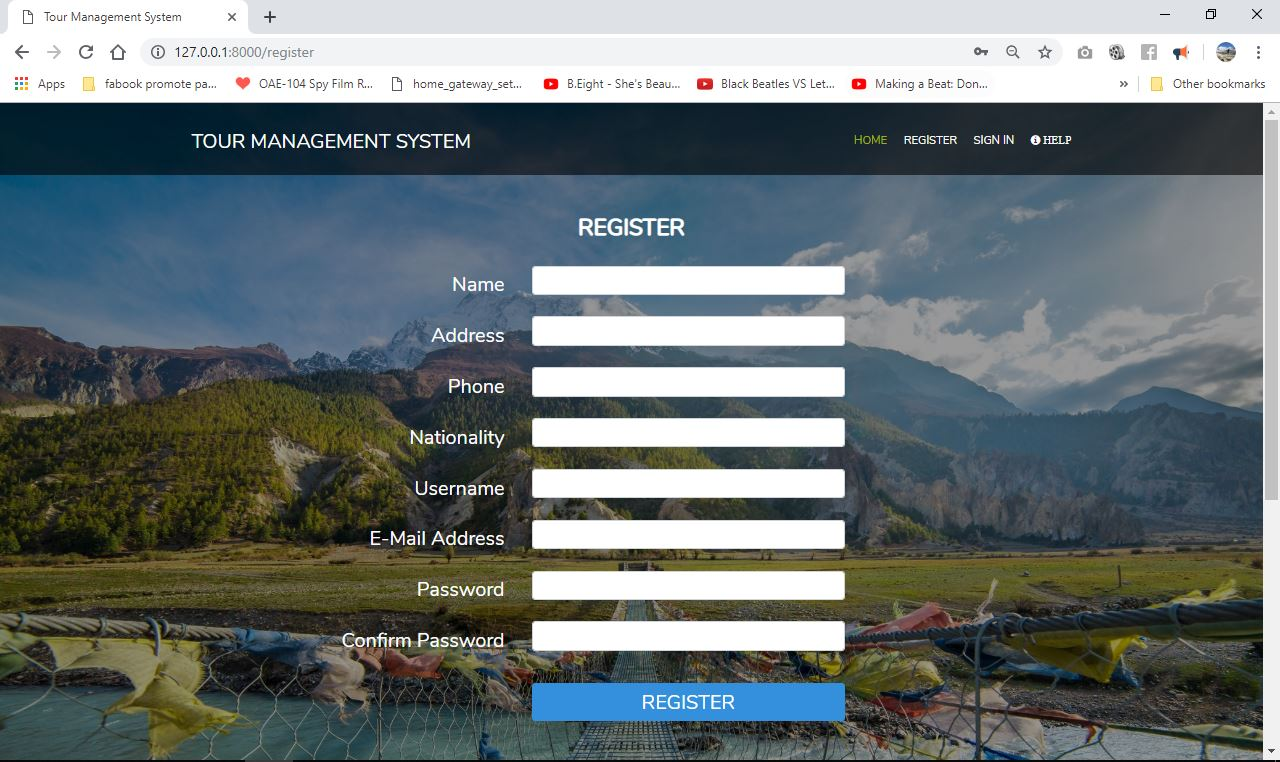 Tour Management System
127.0.0.1:8000/register
Apps fabook promote pa... OAE-104 Spy Film R... home_gateway_set... B.Eight - She's Beau... Black Beatles VS Let... Making a Beat: Don... » Other bookmarks
TOUR MANAGEMENT SYSTEM HOME REGISTER SIGN IN HELP
REGISTER
Name
Address
Phone
Nationality
Username
E-Mail Address
Password
Confirm Password
REGISTER